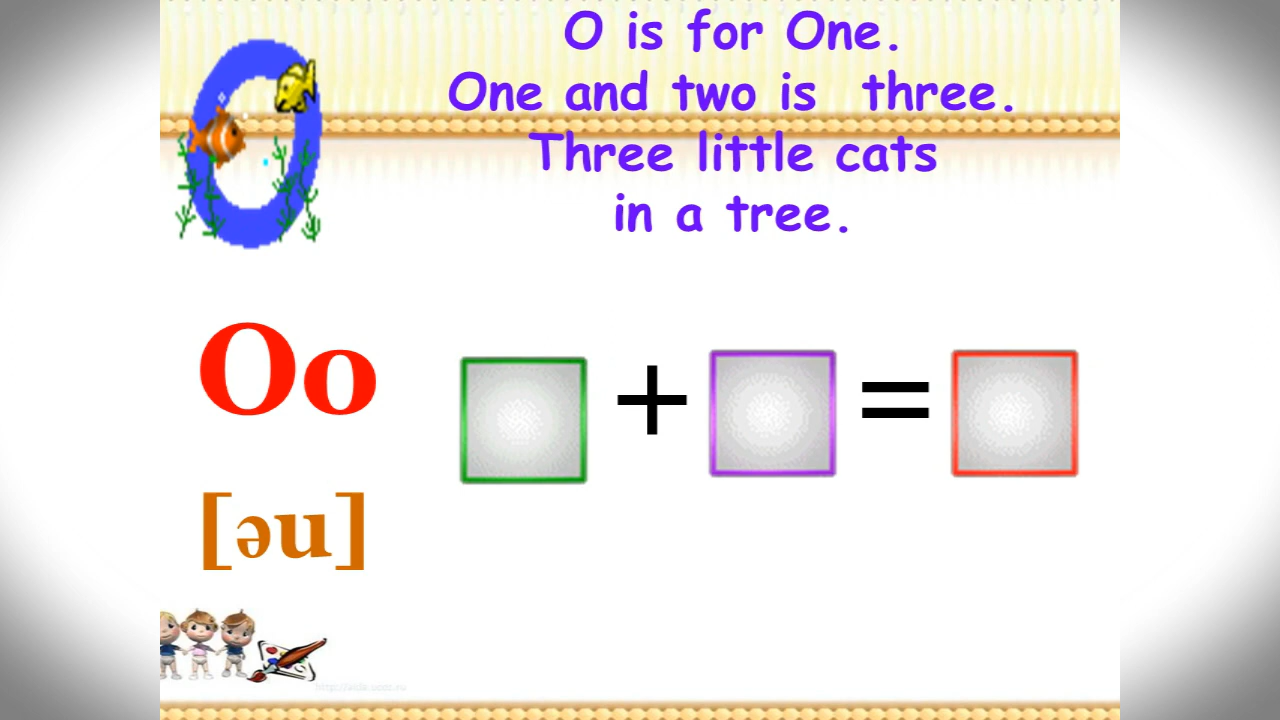 O is for One.
One and two is three.
Three little cats
in a tree.
Oo
+ =
[əu]